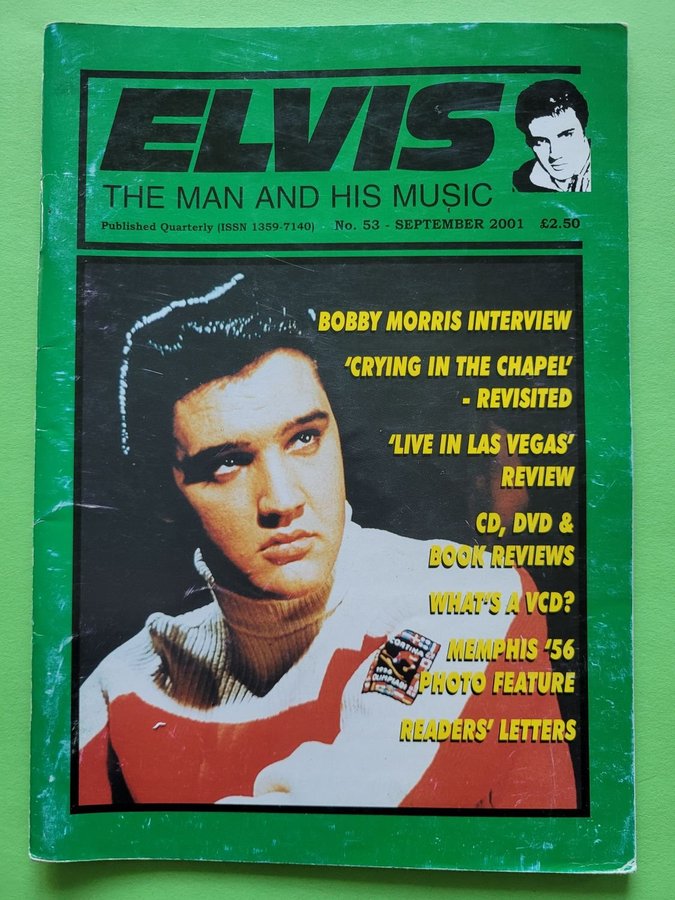 ELVIS
THE MAN AND HIS MUSIC
Published Quarterly (ISSN 1359-7140) No. 53 - SEPTEMBER 2001 £2.50
BOBBY MORRIS INTERVIEW
'CRYING IN THE CHAPEL'
- REVISITED
'LIVE IN LAS VEGAS'
REVIEW
CD, DVD &
BOOK REVIEWS
WHAT'S A VCD?
MEMPHIS '56
PHOTO FEATURE
READERS' LETTERS
CORTINA
1956